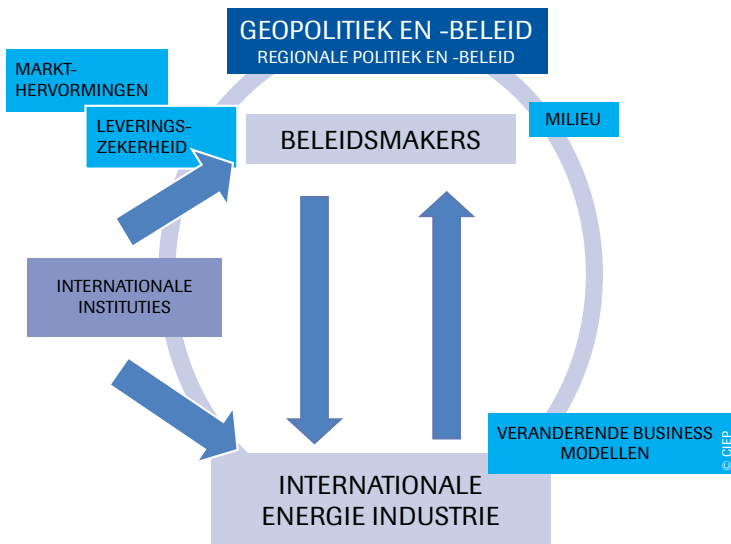 GEOPOLITIEK EN -BELEID
REGIONALE POLITIEK EN -BELEID
MARKT-
HERVORMINGEN
LEVERINGS-
ZEKERHEID
BELEIDSMAKERS
MILIEU
INTERNATIONALE
INSTITUTIES
VERANDERENDE BUSINESS
MODELLEN
© CIEP
INTERNATIONALE
ENERGIE INDUSTRIE